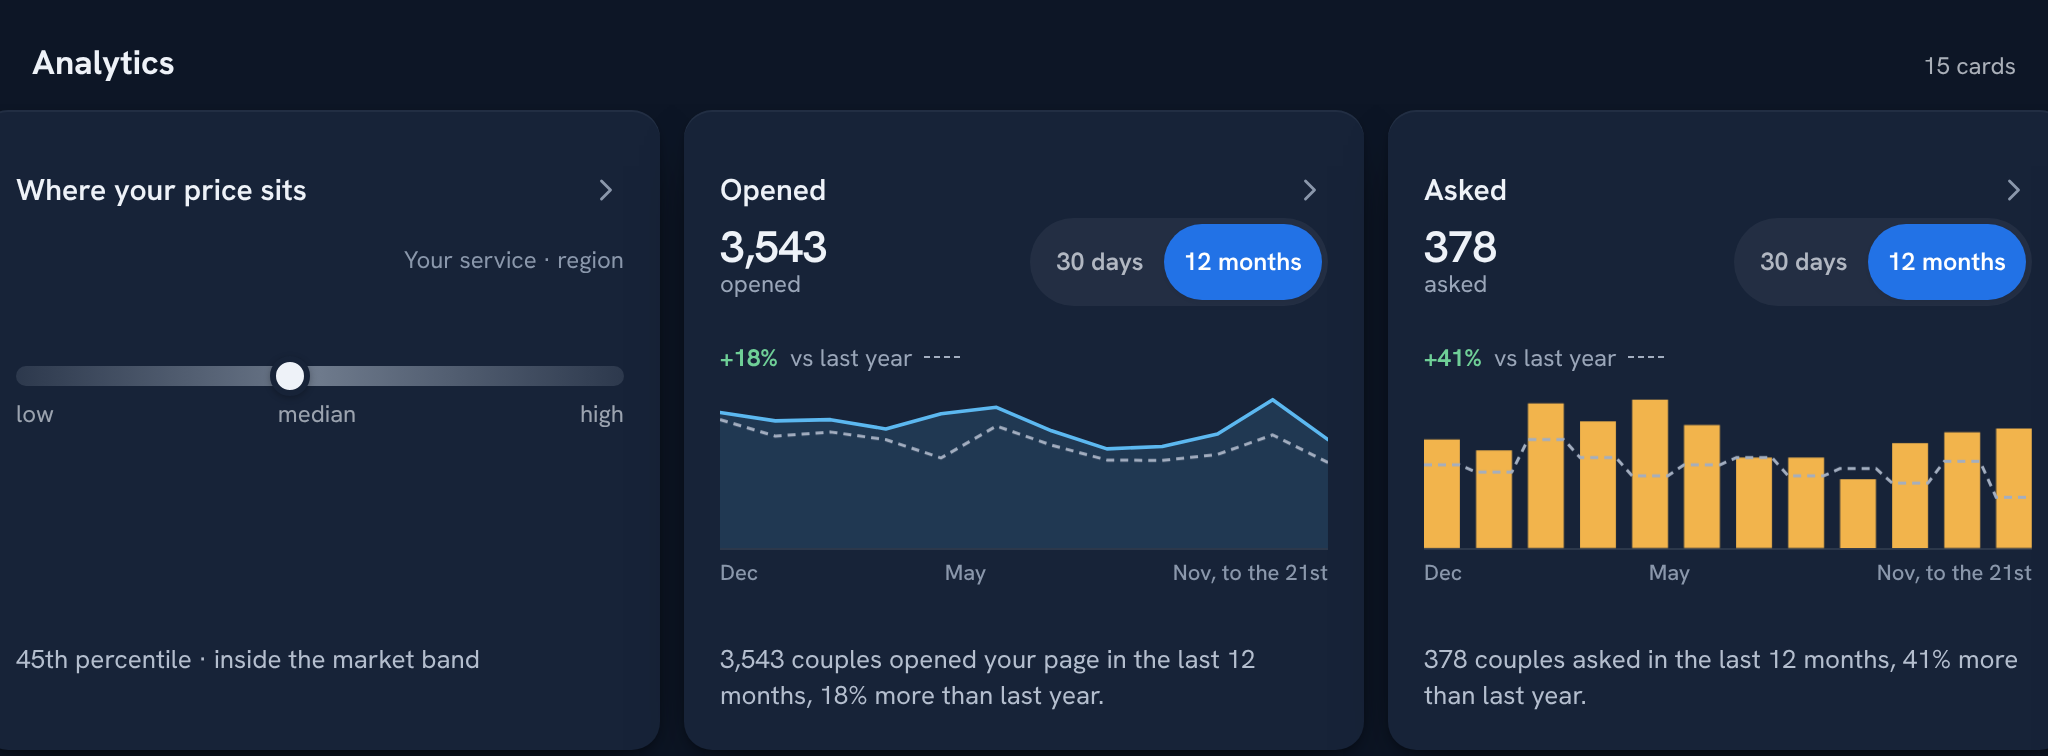 Analytics
15 cards
Where your price sits
Your service · region
low median high
45th percentile · inside the market band
Opened
3,543
opened
30 days 12 months
+18% vs last year
Dec May Nov, to the 21st
3,543 couples opened your page in the last 12
months, 18% more than last year.
Asked
378
asked
30 days 12 months
+41% vs last year
Dec May Nov, to the 21st
378 couples asked in the last 12 months, 41% more
than last year.